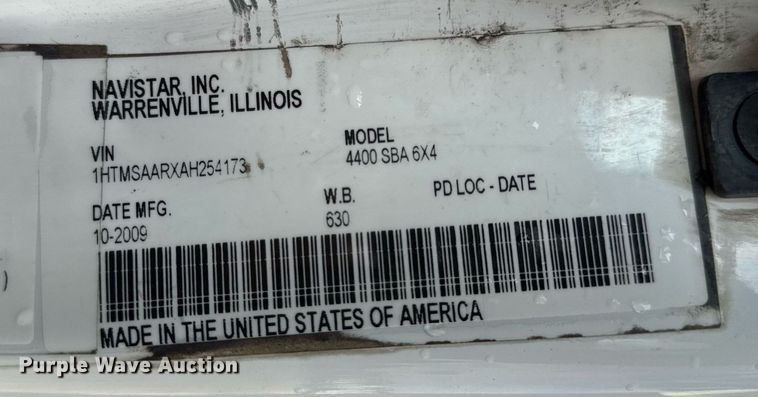 NAVISTAR, INC.
WARRENVILLE, ILLINOIS
VIN MODEL
1HTMSAARXAH254173 4400 SBA 6X4
DATE MFG. W.B. PD LOC - DATE
10-2009 630
)
MADE IN THE UNITED STATES OF AMERICA
Purple Wave Auction